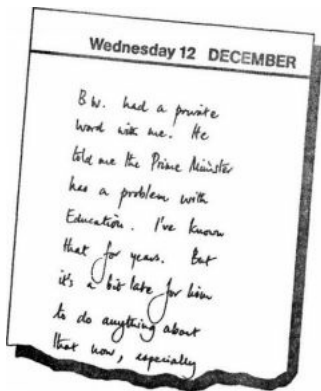 Wednesday 12 DECEMBER
B.W. had a private
word with me. He
told me the Prime Minister
has a problem with
Education. I've known
that for years. But
it's a bit late for him
to do anything about
that now, especially